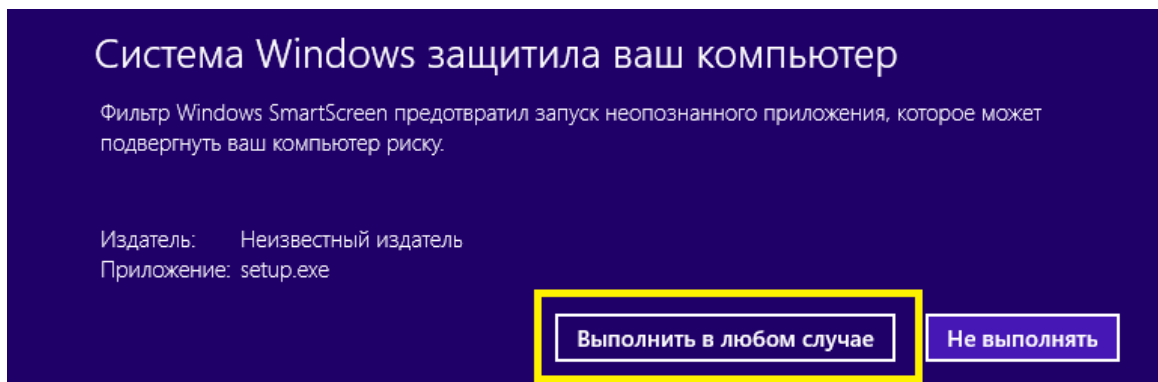 Система Windows защитила ваш компьютер
Фильтр Windows SmartScreen предотвратил запуск неопознанного приложения, которое может
подвергнуть ваш компьютер риску.
Издатель: Неизвестный издатель
Приложение: setup.exe
Выполнить в любом случае Не выполнять